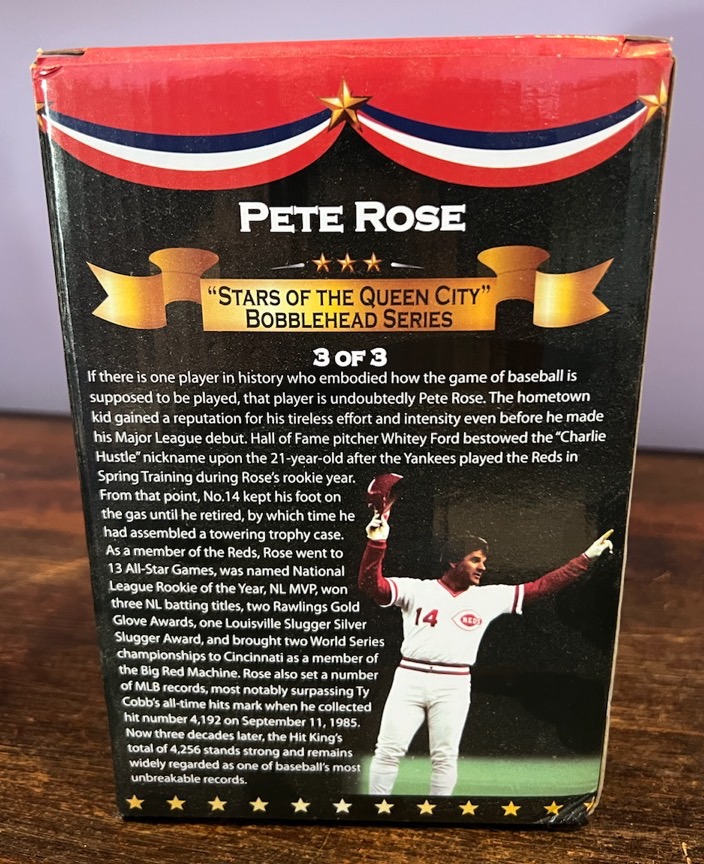 PETE ROSE
"STARS OF THE QUEEN CITY"
BOBBLEHEAD SERIES
3 OF 3
If there is one player in history who embodied how the game of baseball is
supposed to be played, that player is undoubtedly Pete Rose. The hometown
kid gained a reputation for his tireless effort and intensity even before he made
his Major League debut. Hall of Fame pitcher Whitey Ford bestowed the "Charlie
Hustle" nickname upon the 21-year-old after the Yankees played the Reds in
Spring Training during Rose's rookie year.
From that point, No.14 kept his foot on
the gas until he retired, by which time he
had assembled a towering trophy case.
As a member of the Reds, Rose went to
13 All-Star Games, was named National
League Rookie of the Year, NL MVP, won
three NL batting titles, two Rawlings Gold
Glove Awards, one Louisville Slugger Silver
Slugger Award, and brought two World Series
championships to Cincinnati as a member of
the Big Red Machine. Rose also set a number
of MLB records, most notably surpassing Ty
Cobb's all-time hits mark when he collected
hit number 4,192 on September 11, 1985.
Now three decades later, the Hit King's
total of 4,256 stands strong and remains
widely regarded as one of baseball's most
unbreakable records.
14
REDS